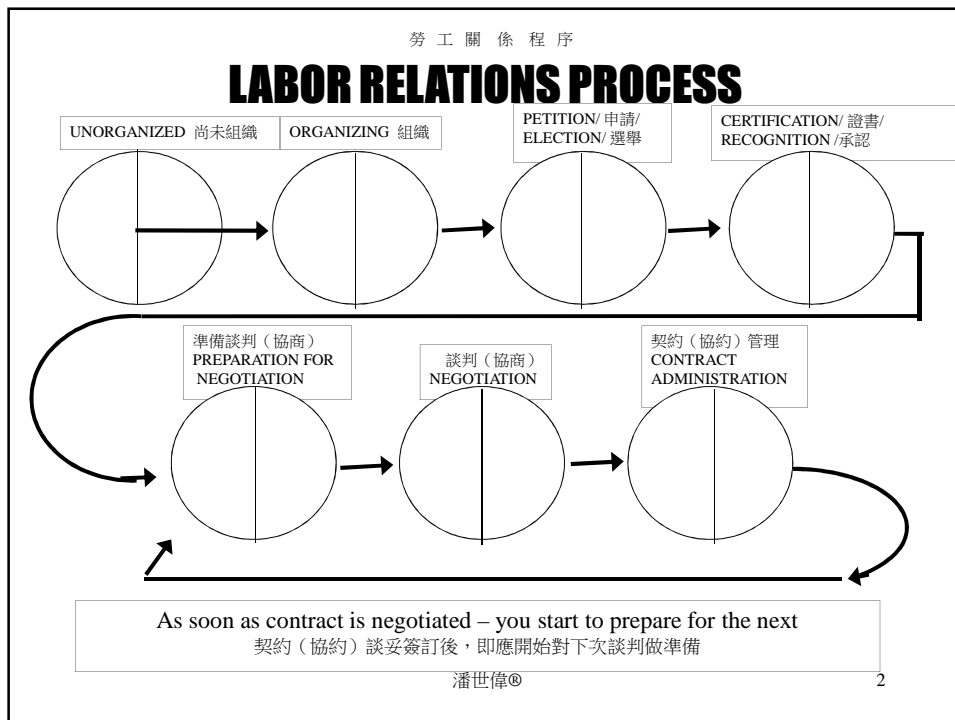 勞 工 關 係 程 序
LABOR RELATIONS PROCESS
UNORGANIZED 尚未組織
ORGANIZING 組織
PETITION/ 申請/
ELECTION/ 選舉
CERTIFICATION/ 證書/
RECOGNITION /承認
準備談判（協商）
PREPARATION FOR
NEGOTIATION
談判（協商）
NEGOTIATION
契約（協約）管理
CONTRACT
ADMINISTRATION
As soon as contract is negotiated – you start to prepare for the next
契約（協約）談妥簽訂後，即應開始對下次談判做準備
潘世偉®
2